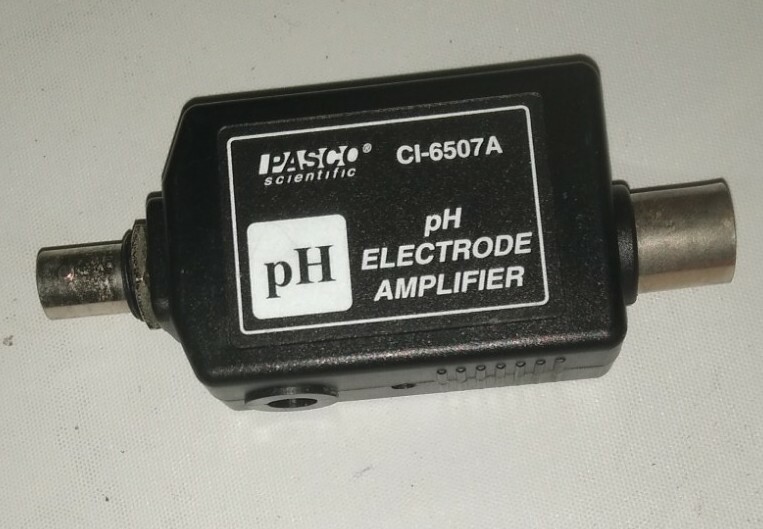 PASCO® CI-6507A
scientific
pH
pH
ELECTRODE
AMPLIFIER